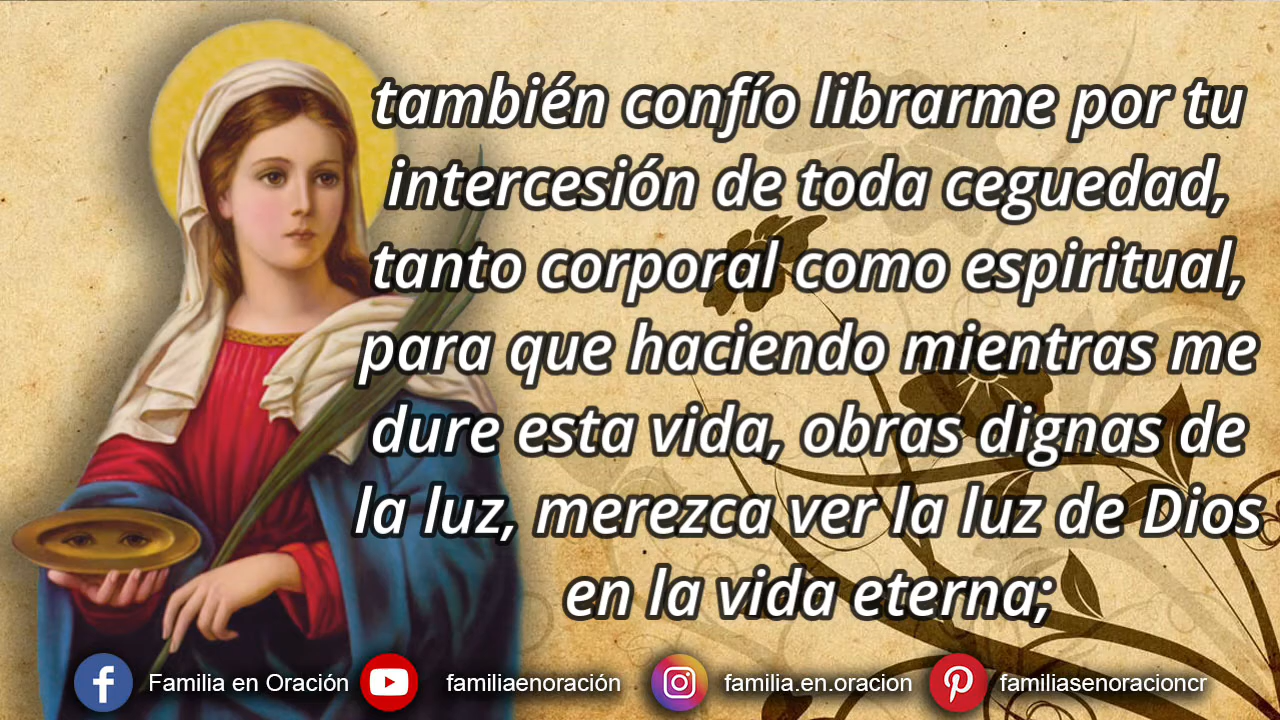 también confío librarme por tu
intercesión de toda ceguedad,
tanto corporal como espiritual,
para que haciendo mientras me
dure esta vida, obras dignas de
la luz, merezca ver la luz de Dios
en la vida eterna;
Familia en Oración familiaenoración familia.en.oracion familiasenoracioncr